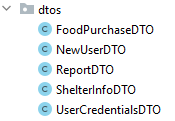 dtos
FoodPurchaseDTO
NewUserDTO
ReportDTO
ShelterInfoDTO
UserCredentialsDTO